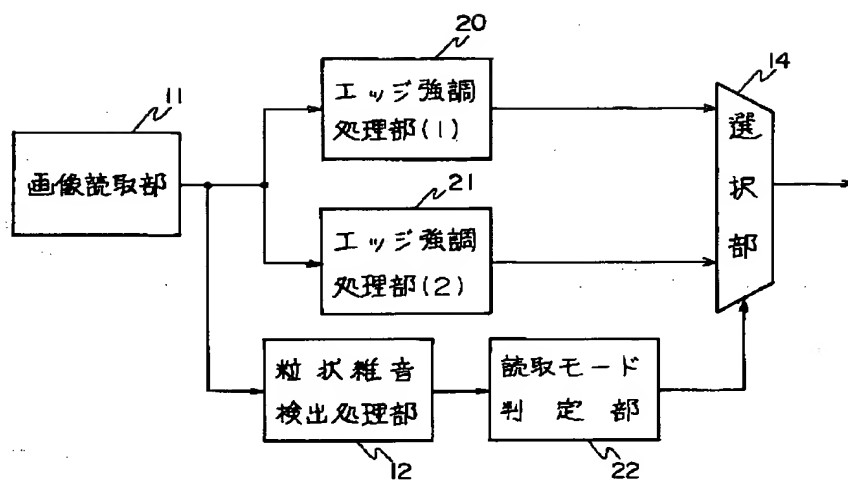 20
エッジ強調
処理部(1)
14
選
択
部
11
画像読取部
21
エッジ強調
処理部(2)
粒状雑音
検出処理部
12
読取モード
判定部
22